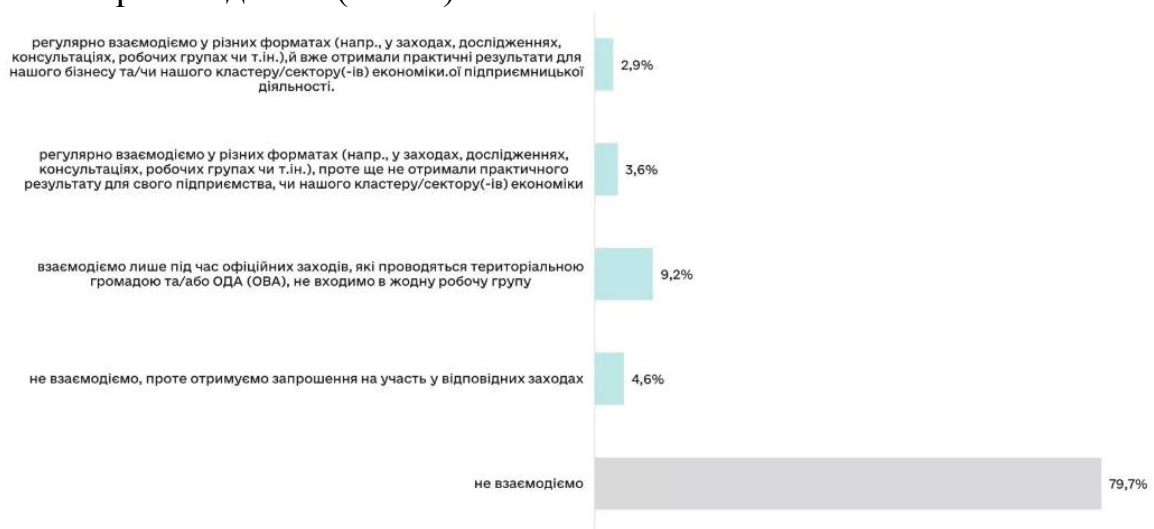 регулярно взаємодіємо у різних форматах (напр., у заходах, дослідженнях,
консультаціях, робочих групах чи т.ін.),й вже отримали практичні результати для
нашого бізнесу та/чи нашого кластеру/сектору(-ів) економіки.ої підприємницької
діяльності.
2,9%
регулярно взаємодіємо у різних форматах (напр., у заходах, дослідженнях,
консультаціях, робочих групах чи т.ін.), проте ще не отримали практичного
результату для свого підприємства, чи нашого кластеру/сектору(-ів) економіки
3,6%
взаємодіємо лише під час офіційних заходів, які проводяться територіальною
громадою та/або ОДА (ОВА), не входимо в жодну робочу групу
9,2%
не взаємодіємо, проте отримуємо запрошення на участь у відповідних заходах
4,6%
не взаємодіємо
79,7%